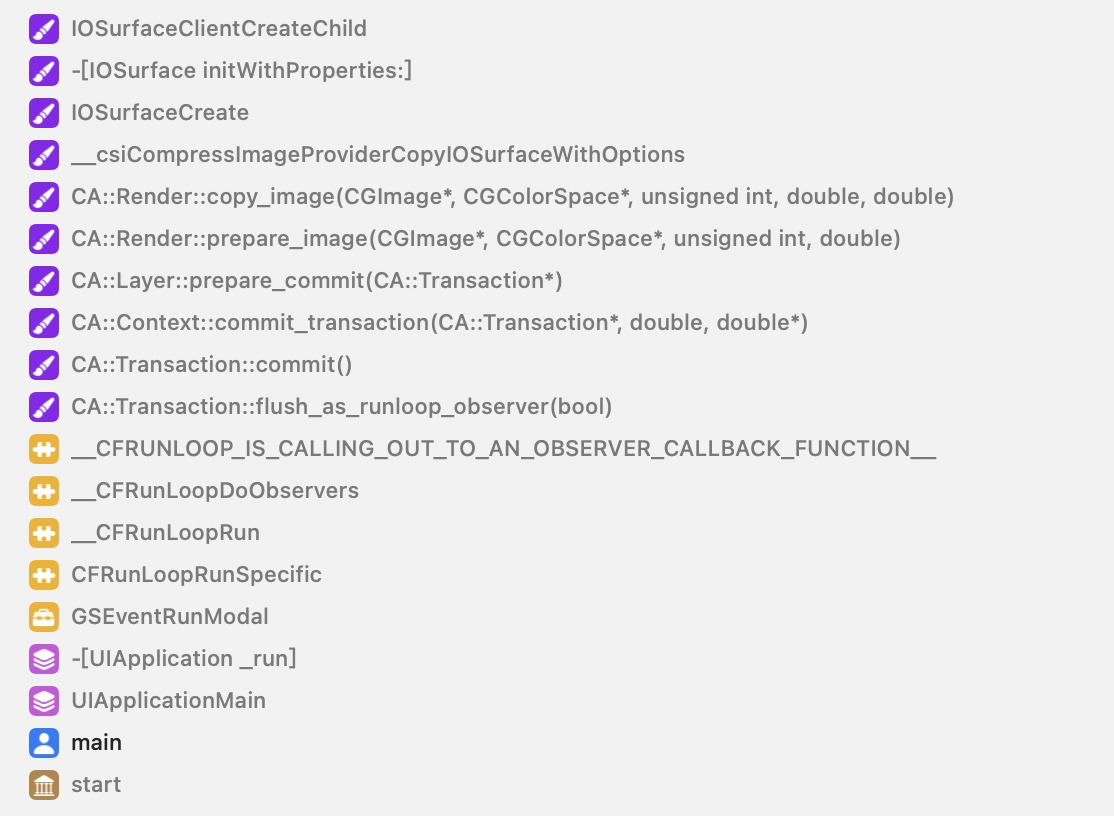 IOSurfaceClientCreateChild
-[IOSurface initWithProperties:]
IOSurfaceCreate
__csiCompressImageProviderCopyIOSurfaceWithOptions
CA::Render::copy_image(CGImage*, CGColorSpace*, unsigned int, double, double)
CA::Render::prepare_image(CGImage*, CGColorSpace*, unsigned int, double)
CA::Layer::prepare_commit(CA::Transaction*)
CA::Context::commit_transaction(CA::Transaction*, double, double*)
CA::Transaction::commit()
CA::Transaction::flush_as_runloop_observer(bool)
__CFRUNLOOP_IS_CALLING_OUT_TO_AN_OBSERVER_CALLBACK_FUNCTION__
__CFRunLoopDoObservers
__CFRunLoopRun
CFRunLoopRunSpecific
GSEventRunModal
-[UIApplication _run]
UIApplicationMain
main
start